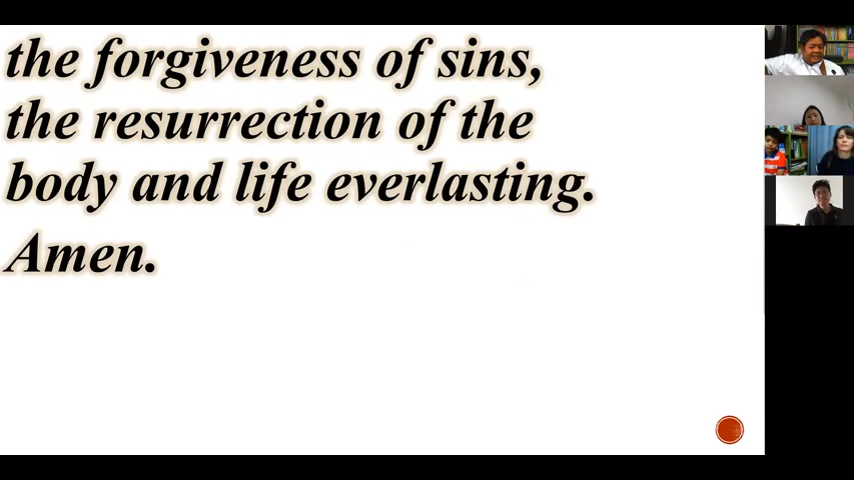 the forgiveness of sins,
the resurrection of the
body and life everlasting.
Amen.